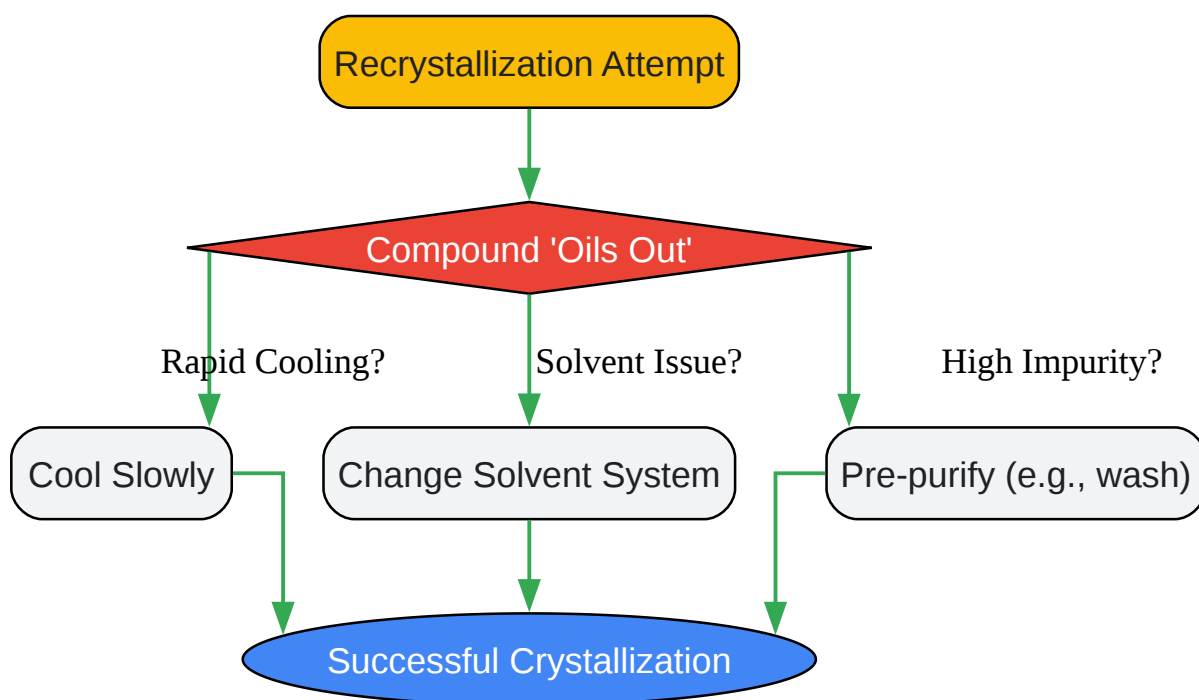 Recrystallization Attempt
Compound 'Oils Out'
Rapid Cooling?
Solvent Issue?
High Impurity?
Cool Slowly
Change Solvent System
Pre-purify (e.g., wash)
Successful Crystallization